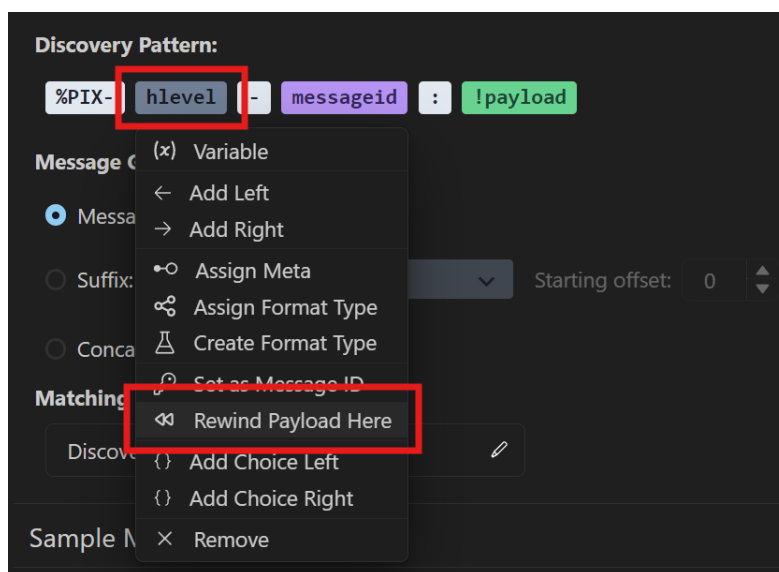 Discovery Pattern:
%PIX- hlevel - messageid : !payload
(x) Variable
Message
← Add Left
Messa
→ Add Right
Assign Meta
Suffix: Starting offset: 0
Assign Format Type
Create Format Type
Conca
Set as Message ID
Matching
Rewind Payload Here
Discov
{} Add Choice Left
{} Add Choice Right
Sample
× Remove